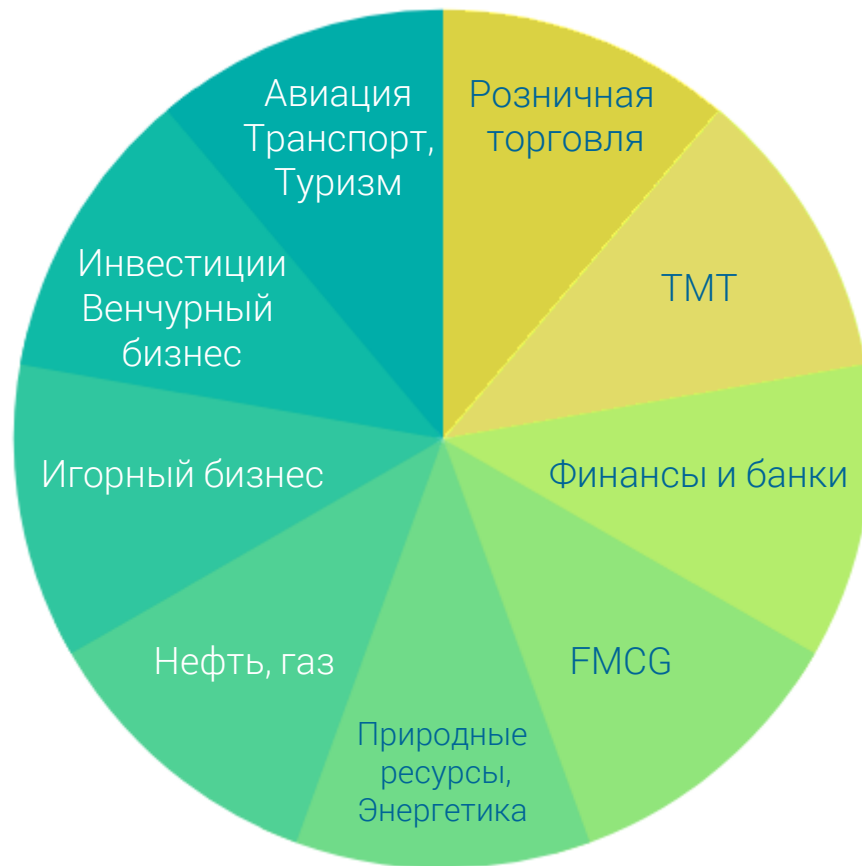 Авиация
Транспорт,
Туризм
Розничная
торговля
ТМТ
Финансы и банки
FMCG
Природные
ресурсы,
Энергетика
Нефть, газ
Игорный бизнес
Инвестиции
Венчурный
бизнес